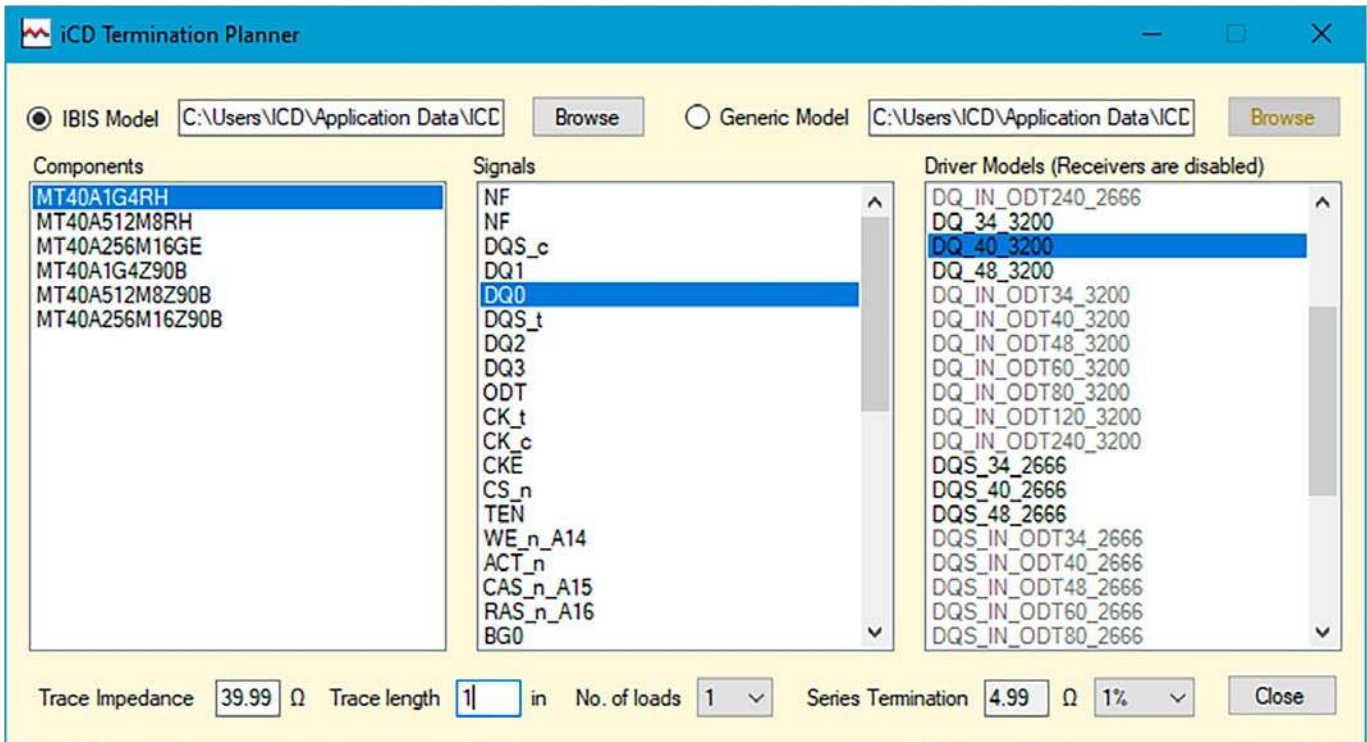 iCD Termination Planner
IBIS Model C:\Users\ICD\Application Data\ICD Browse Generic Model C:\Users\ICD\Application Data\ICD Browse
Components
MT40A1G4RH
MT40A512M8RH
MT40A256M16GE
MT40A1G4Z90B
MT40A512M8Z90B
MT40A256M16Z90B
Signals
NF
NF
DQS_c
DQ1
DQ0
DQS_t
DQ2
DQ3
ODT
CK_t
CK_c
CKE
CS_n
TEN
WE_n_A14
ACT_n
CAS_n_A15
RAS_n_A16
BG0
Driver Models (Receivers are disabled)
DQ_IN_ODT240_2666
DQ_34_3200
DQ_40_3200
DQ_48_3200
DQ_IN_ODT34_3200
DQ_IN_ODT40_3200
DQ_IN_ODT48_3200
DQ_IN_ODT60_3200
DQ_IN_ODT80_3200
DQ_IN_ODT120_3200
DQ_IN_ODT240_3200
DQS_34_2666
DQS_40_2666
DQS_48_2666
DQS_IN_ODT34_2666
DQS_IN_ODT40_2666
DQS_IN_ODT48_2666
DQS_IN_ODT60_2666
DQS_IN_ODT80_2666
Trace Impedance 39.99 Ω Trace length 1 in No. of loads 1 Series Termination 4.99 Ω 1% Close